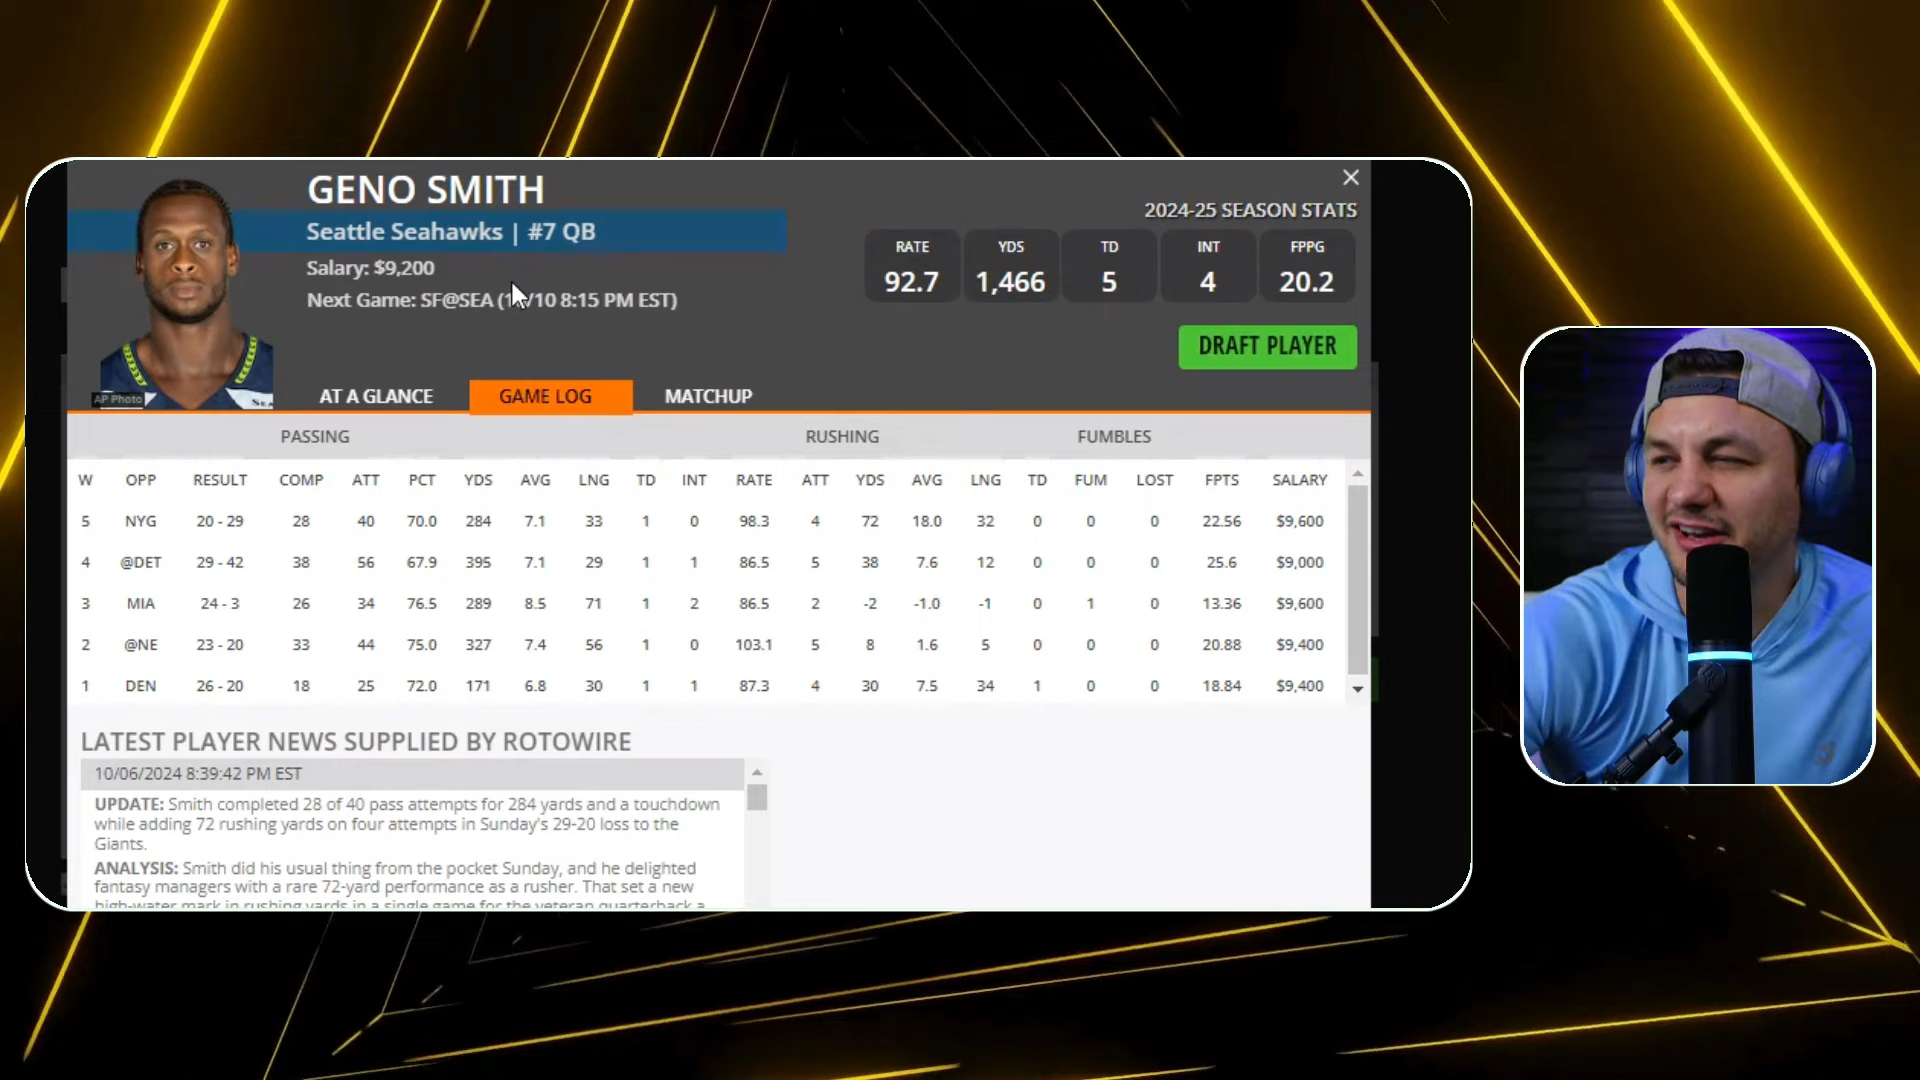 GENO SMITH
Seattle Seahawks | #7 QB
Salary: $9,200
Next Game: SF@SEA (1 /10 8:15 PM EST)
AP Photo
2024-25 SEASON STATS
RATE YDS TD INT FPPG
92.7 1,466 5 4 20.2
DRAFT PLAYER
AT A GLANCE GAME LOG MATCHUP
PASSING RUSHING FUMBLES
W OPP RESULT COMP ATT PCT YDS AVG LNG TD INT RATE ATT YDS AVG LNG TD FUM LOST FPTS SALARY
5 NYG 20 - 29 28 40 70.0 284 7.1 33 1 0 98.3 4 72 18.0 32 0 0 0 22.56 $9,600
4 @DET 29 - 42 38 56 67.9 395 7.1 29 1 1 86.5 5 38 7.6 12 0 0 0 25.6 $9,000
3 MIA 24 - 3 26 34 76.5 289 8.5 71 1 2 86.5 2 -2 -1.0 -1 0 1 0 13.36 $9,600
2 @NE 23 - 20 33 44 75.0 327 7.4 56 1 0 103.1 5 8 1.6 5 0 0 0 20.88 $9,400
1 DEN 26 - 20 18 25 72.0 171 6.8 30 1 1 87.3 4 30 7.5 34 1 0 0 18.84 $9,400
LATEST PLAYER NEWS SUPPLIED BY ROTOWIRE
10/06/2024 8:39:42 PM EST
UPDATE: Smith completed 28 of 40 pass attempts for 284 yards and a touchdown
while adding 72 rushing yards on four attempts in Sunday's 29-20 loss to the
Giants.
ANALYSIS: Smith did his usual thing from the pocket Sunday, and he delighted
fantasy managers with a rare 72-yard performance as a rusher. That set a new
high-water mark in rushing yards in a single game for the veteran quarterback a